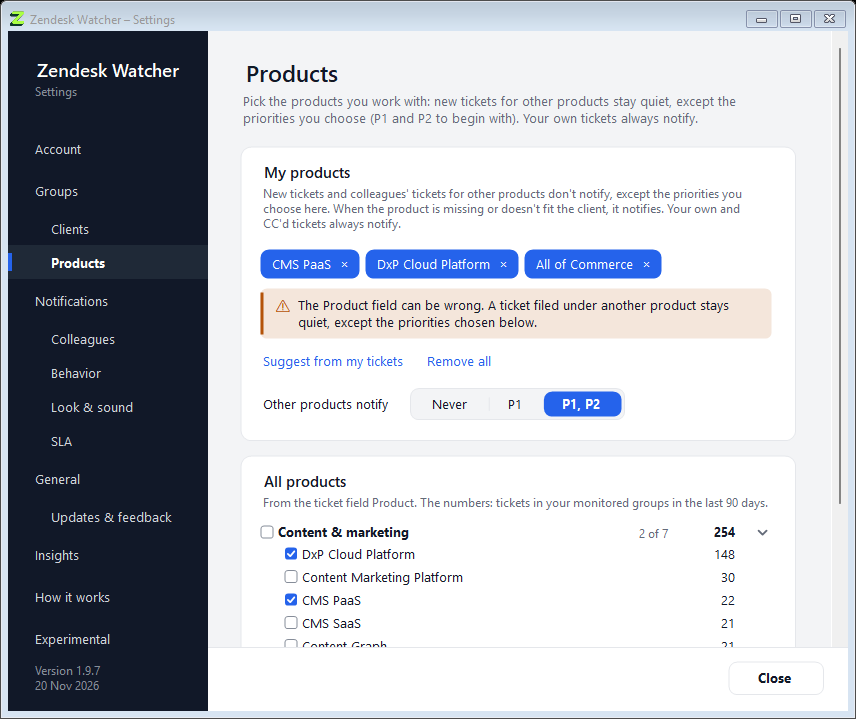 Zendesk Watcher – Settings
Zendesk Watcher
Settings
Account
Groups
Clients
Products
Notifications
Colleagues
Behavior
Look & sound
SLA
General
Updates & feedback
Insights
How it works
Experimental
Version 1.9.7
20 Nov 2026
Products
Pick the products you work with: new tickets for other products stay quiet, except the
priorities you choose (P1 and P2 to begin with). Your own tickets always notify.
My products
New tickets and colleagues' tickets for other products don't notify, except the priorities you
choose here. When the product is missing or doesn't fit the client, it notifies. Your own and
CC'd tickets always notify.
CMS PaaS × DxP Cloud Platform × All of Commerce ×
The Product field can be wrong. A ticket filed under another product stays
quiet, except the priorities chosen below.
Suggest from my tickets Remove all
Other products notify Never P1 P1, P2
All products
From the ticket field Product. The numbers: tickets in your monitored groups in the last 90 days.
Content & marketing 2 of 7 254
DxP Cloud Platform 148
Content Marketing Platform 30
CMS PaaS 22
CMS SaaS 21
Content Graph 21
Close